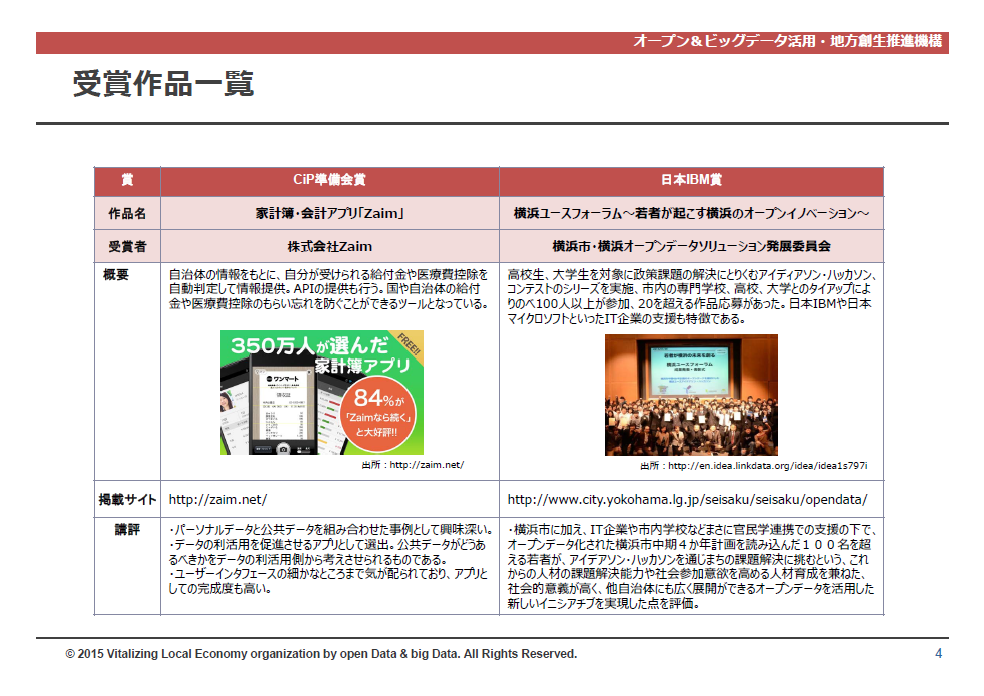 オープン&ビッグデータ活用・地方創生推進機構
受賞作品一覧
賞
CiP準備会賞
日本IBM賞
作品名
家計簿・会計アプリ「Zaim」
横浜ユースフォーラム～若者が起こす横浜のオープンイノベーション～
受賞者
株式会社Zaim
横浜市・横浜オープンデータソリューション発展委員会
概要
自治体の情報をもとに、自分が受けられる給付金や医療費控除を
自動判定して情報提供。APIの提供も行う。国や自治体の給付
金や医療費控除のもらい忘れを防ぐことができるツールとなっている。
350万人が選んだ
家計簿アプリ
FREE!!
ワンマート
84%が
「Zaimなら続く」
と大好評!!
出所：http://zaim.net/
高校生、大学生を対象に政策課題の解決にとりくむアイディアソン・ハッカソン、
コンテストのシリーズを実施、市内の専門学校、高校、大学とのタイアップによ
りのべ100人以上が参加、20を超える作品応募があった。日本IBMや日本
マイクロソフトといったIT企業の支援も特徴である。
若者が横浜の未来を創る
横浜ユースフォーラム
出所：http://en.idea.linkdata.org/idea/idea1s797i
掲載サイト
http://zaim.net/
http://www.city.yokohama.lg.jp/seisaku/seisaku/opendata/
講評
・パーソナルデータと公共データを組み合わせた事例として興味深い。
・データの利活用を促進させるアプリとして選出。公共データがどうあ
るべきかをデータの利活用側から考えさせられるものである。
・ユーザーインタフェースの細かなところまで気が配られており、アプリと
しての完成度も高い。
・横浜市に加え、IT企業や市内学校などまさに官民学連携での支援の下で、
オープンデータ化された横浜市中期４か年計画を読み込んだ１００名を超
える若者が、アイデアソン・ハッカソンを通じまちの課題解決に挑むという、これ
からの人材の課題解決能力や社会参加意欲を高める人材育成を兼ねた、
社会的意義が高く、他自治体にも広く展開ができるオープンデータを活用した
新しいイニシアチブを実現した点を評価。
© 2015 Vitalizing Local Economy organization by open Data & big Data. All Rights Reserved.
4